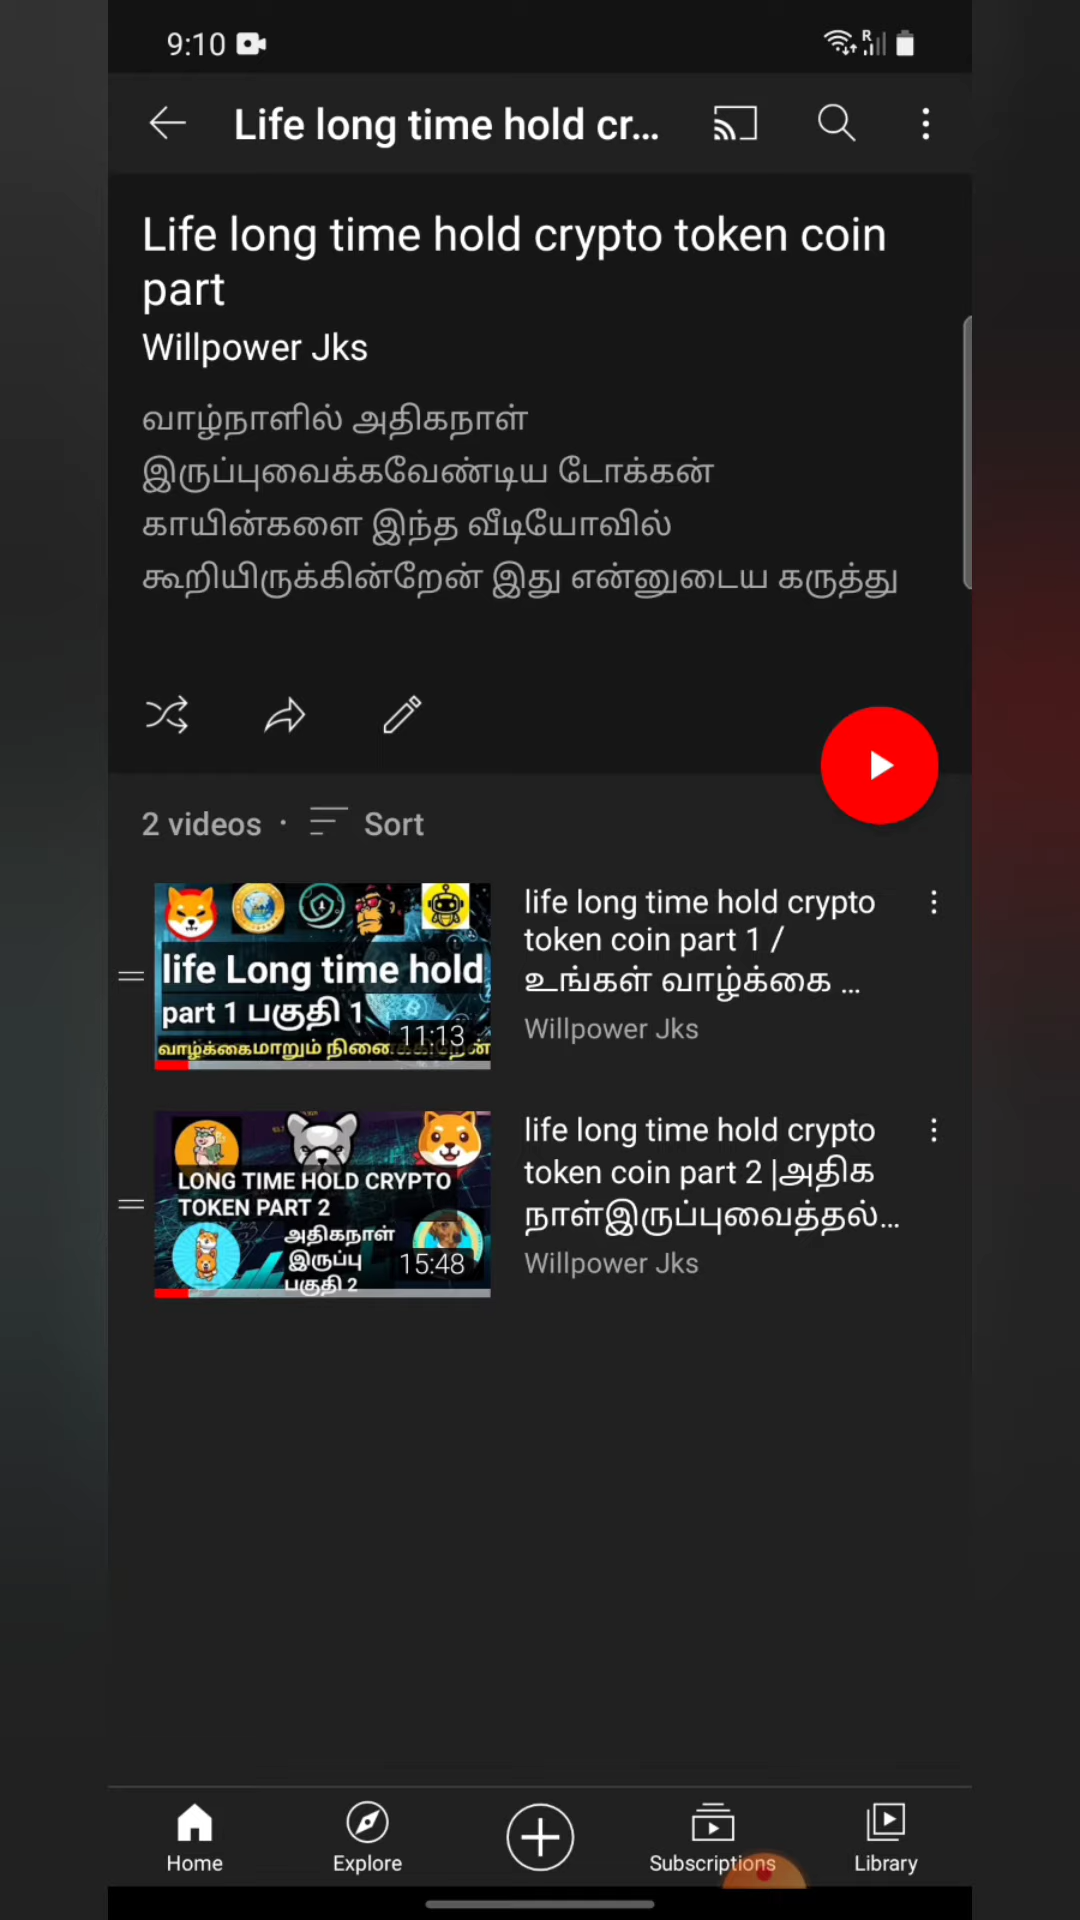 9:10
R
Life long time hold cr...
Life long time hold crypto token coin
part
Willpower Jks
வாழ்நாளில் அதிகநாள்
இருப்புவைக்கவேண்டிய டோக்கன்
காயின்களை இந்த வீடியோவில்
கூறியிருக்கின்றேன் இது என்னுடைய கருத்து
2 videos · Sort
life Long time hold
part 1 பகுதி 1
11:13
life long time hold crypto
token coin part 1 /
உங்கள் வாழ்க்கை ...
Willpower Jks
LONG TIME HOLD CRYPTO
TOKEN PART 2
அதிகநாள்
இருப்பு
பகுதி 2
15:48
life long time hold crypto
token coin part 2 |அதிக
நாள்இருப்புவைத்தல்...
Willpower Jks
Home
Explore
Subscriptions
Library